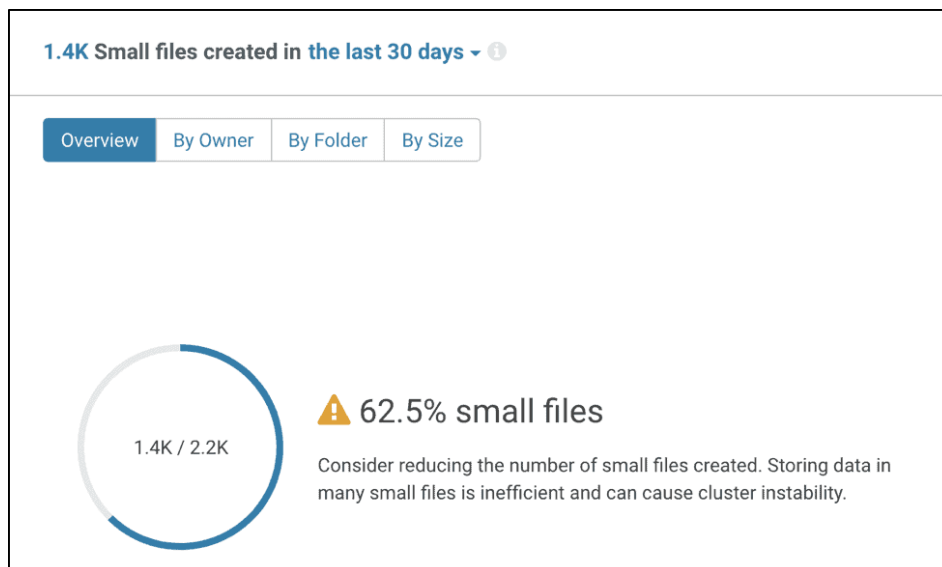 1.4K Small files created in the last 30 days
Overview By Owner By Folder By Size
62.5% small files
1.4K / 2.2K
Consider reducing the number of small files created. Storing data in
many small files is inefficient and can cause cluster instability.